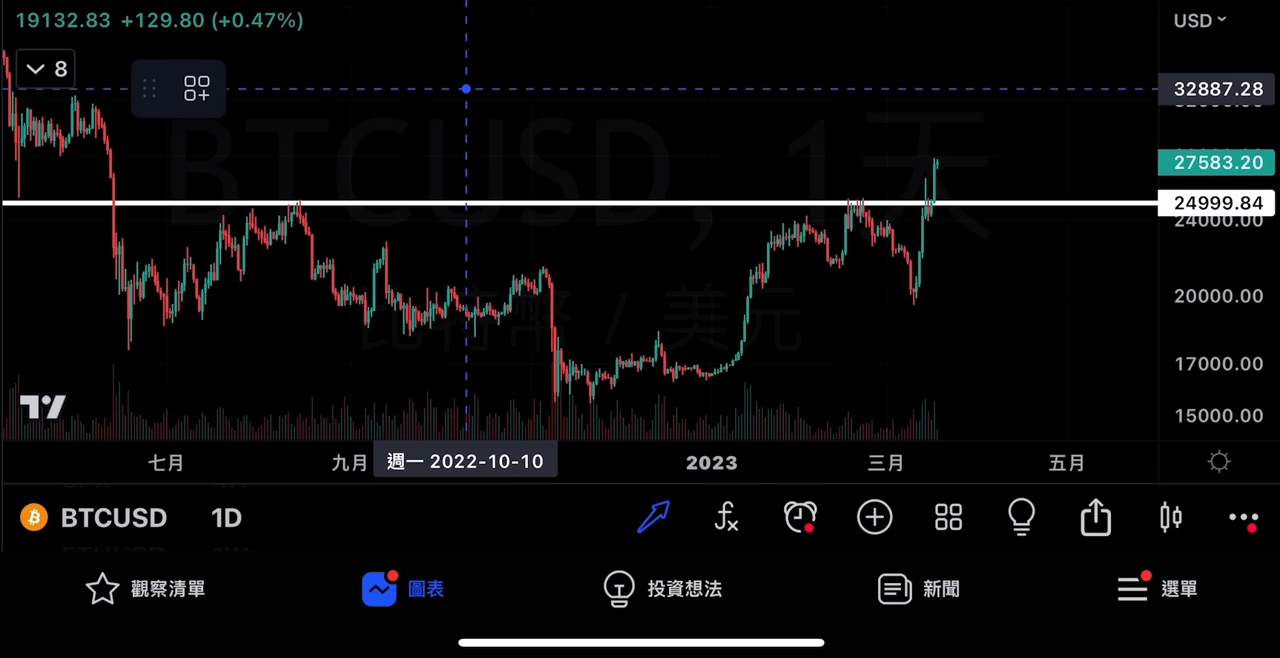 19132.83 +129.80 (+0.47%)
USD
8
32887.28
27583.20
24999.84
24000.00
20000.00
17000.00
15000.00
BTCUSD, 1天
比特幣 / 美元
七月
九月
週一 2022-10-10
2023
三月
五月
BTCUSD 1D
觀察清單
圖表
投資想法
新聞
選單